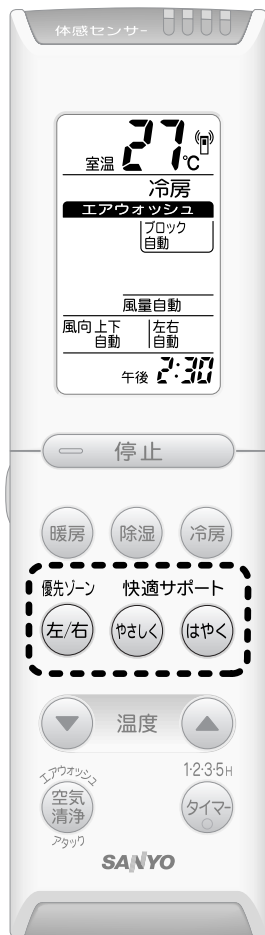 体感センサー
室温 27℃
冷房
エアウォッシュ
ブロック
自動
風量自動
風向 上下 左右
自動 自動
午後 2:30
停止
暖房 除湿 冷房
優先ゾーン 快適サポート
左/右 やさしく はやく
温度
エアウォッシュ 1・2・3・5H
空気
清浄
タイマー
アタック
SANYO